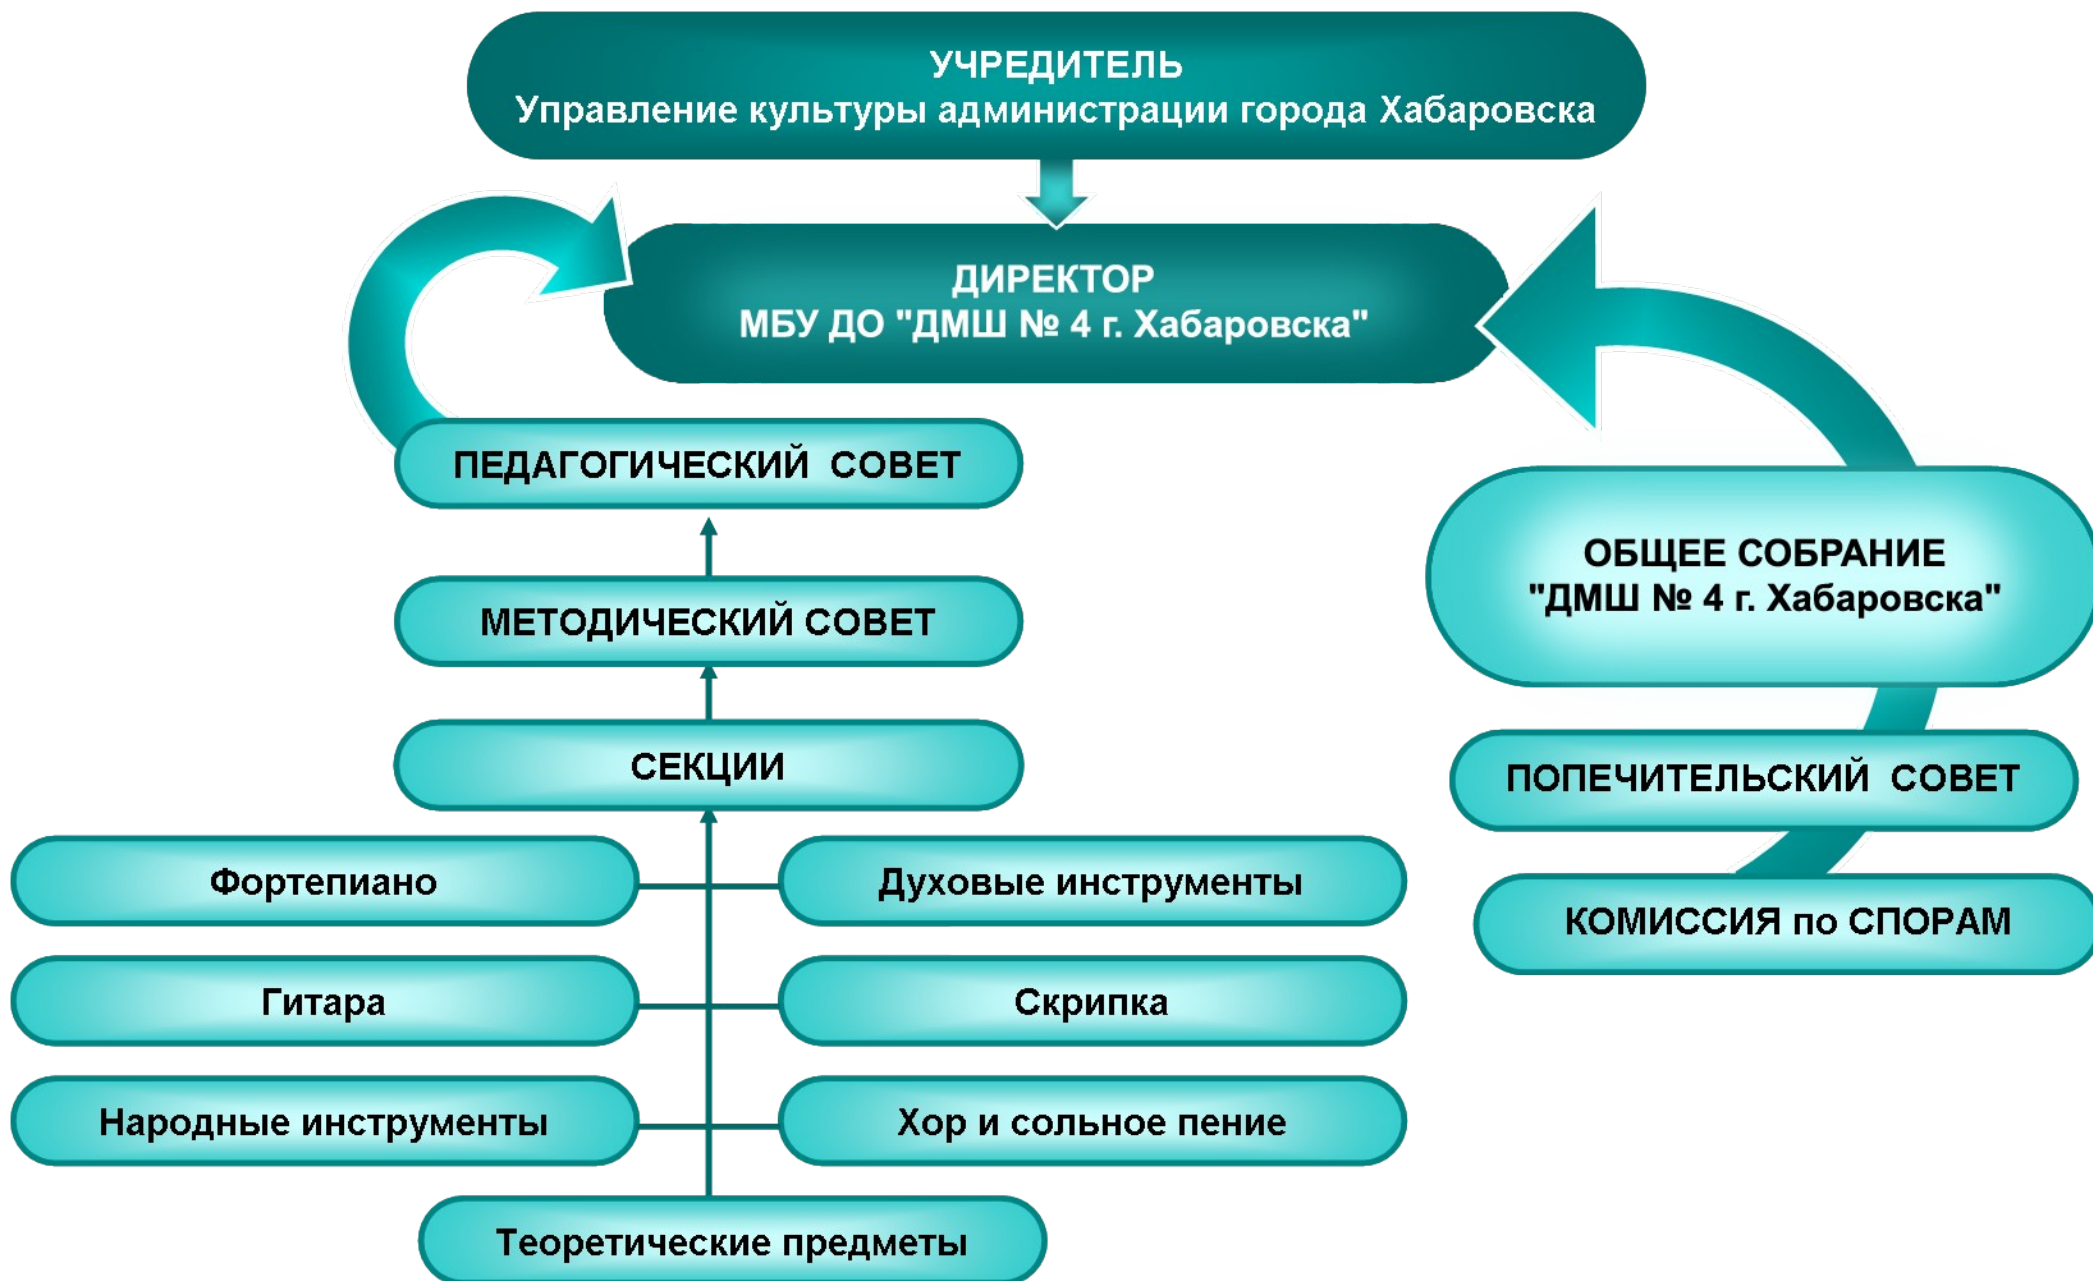 УЧРЕДИТЕЛЬ
Управление культуры администрации города Хабаровска
ДИРЕКТОР
МБУ ДО "ДМШ № 4 г. Хабаровска"
ПЕДАГОГИЧЕСКИЙ СОВЕТ
МЕТОДИЧЕСКИЙ СОВЕТ
СЕКЦИИ
Фортепиано
Духовые инструменты
Гитара
Скрипка
Народные инструменты
Хор и сольное пение
Теоретические предметы
ОБЩЕЕ СОБРАНИЕ
"ДМШ № 4 г. Хабаровска"
ПОПЕЧИТЕЛЬСКИЙ СОВЕТ
КОМИССИЯ по СПОРАМ